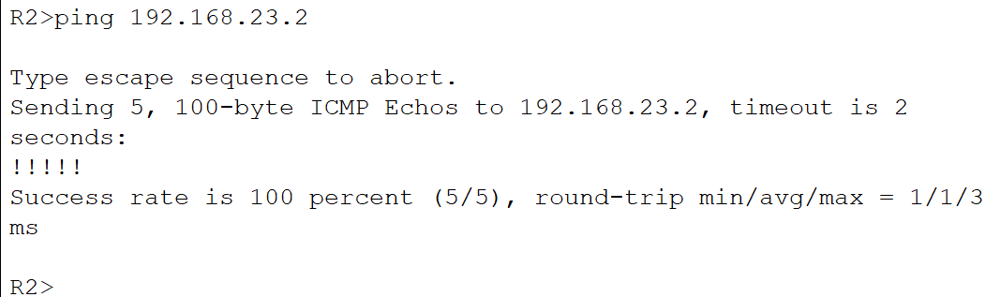 R2>ping 192.168.23.2
Type escape sequence to abort.
Sending 5, 100-byte ICMP Echos to 192.168.23.2, timeout is 2
seconds:
!!!!!
Success rate is 100 percent (5/5), round-trip min/avg/max = 1/1/3
ms
R2>